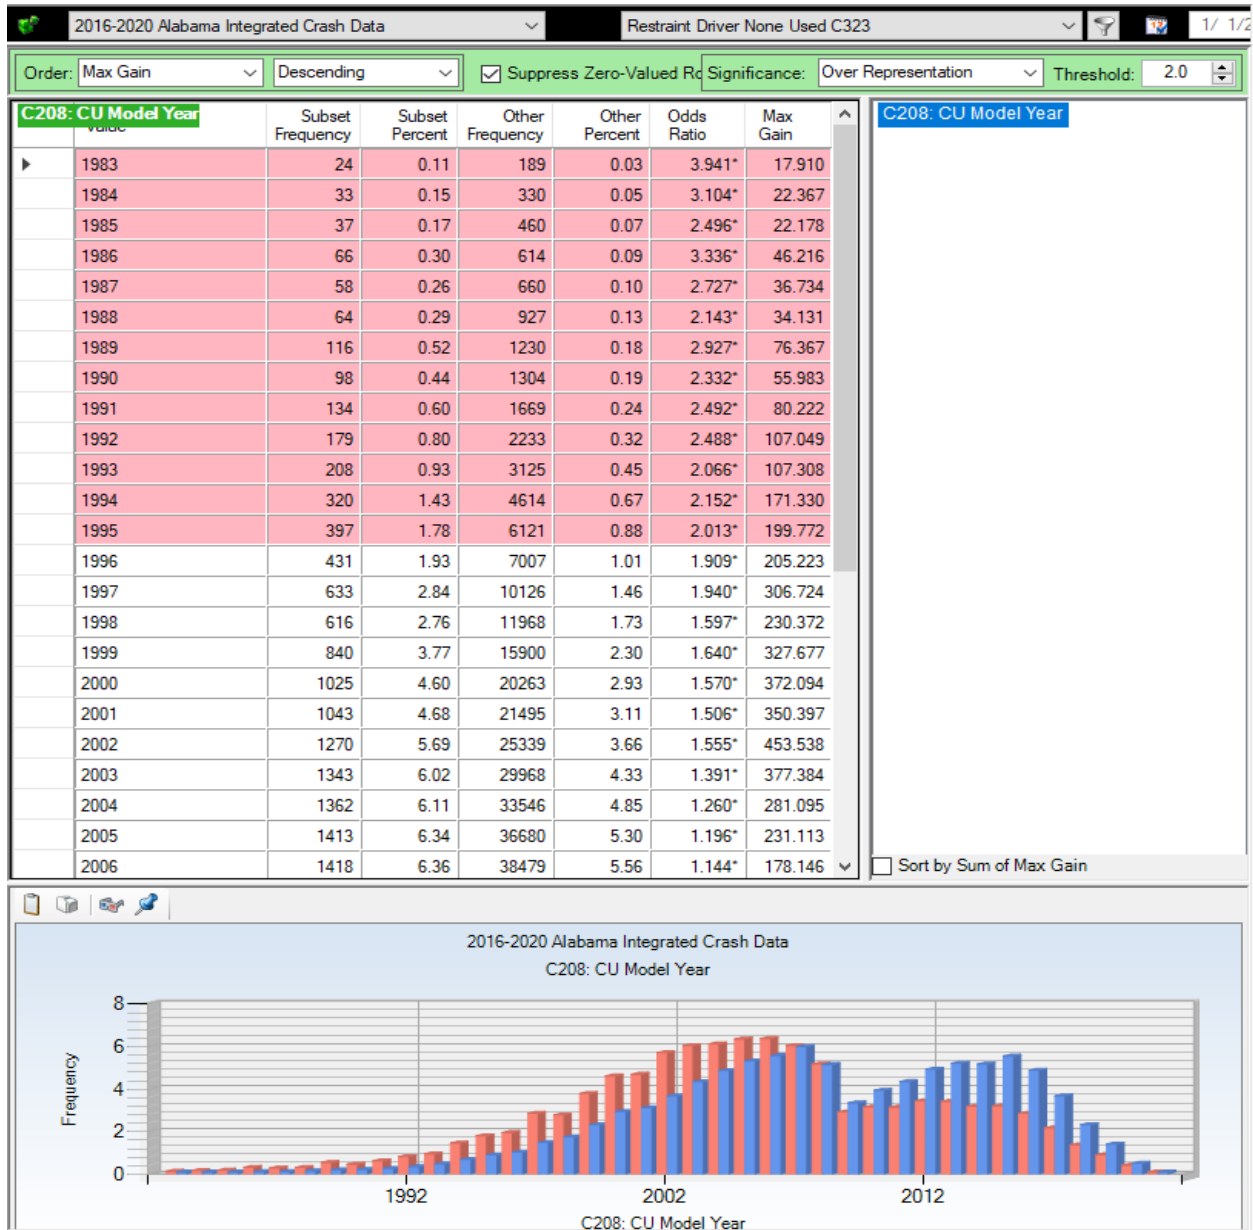 2016-2020 Alabama Integrated Crash Data Restraint Driver None Used C323 1/ 1/2
Order: Max Gain Descending Suppress Zero-Valued Ro Significance: Over Representation Threshold: 2.0
C208: CU Model Year Subset Frequency Subset Percent Other Frequency Other Percent Odds Ratio Max Gain C208: CU Model Year
1983 24 0.11 189 0.03 3.941* 17.910
1984 33 0.15 330 0.05 3.104* 22.367
1985 37 0.17 460 0.07 2.496* 22.178
1986 66 0.30 614 0.09 3.336* 46.216
1987 58 0.26 660 0.10 2.727* 36.734
1988 64 0.29 927 0.13 2.143* 34.131
1989 116 0.52 1230 0.18 2.927* 76.367
1990 98 0.44 1304 0.19 2.332* 55.983
1991 134 0.60 1669 0.24 2.492* 80.222
1992 179 0.80 2233 0.32 2.488* 107.049
1993 208 0.93 3125 0.45 2.066* 107.308
1994 320 1.43 4614 0.67 2.152* 171.330
1995 397 1.78 6121 0.88 2.013* 199.772
1996 431 1.93 7007 1.01 1.909* 205.223
1997 633 2.84 10126 1.46 1.940* 306.724
1998 616 2.76 11968 1.73 1.597* 230.372
1999 840 3.77 15900 2.30 1.640* 327.677
2000 1025 4.60 20263 2.93 1.570* 372.094
2001 1043 4.68 21495 3.11 1.506* 350.397
2002 1270 5.69 25339 3.66 1.555* 453.538
2003 1343 6.02 29968 4.33 1.391* 377.384
2004 1362 6.11 33546 4.85 1.260* 281.095
2005 1413 6.34 36680 5.30 1.196* 231.113
2006 1418 6.36 38479 5.56 1.144* 178.146 Sort by Sum of Max Gain
2016-2020 Alabama Integrated Crash Data
C208: CU Model Year
8
6
4
2
0
Frequency
1992 2002 2012
C208: CU Model Year